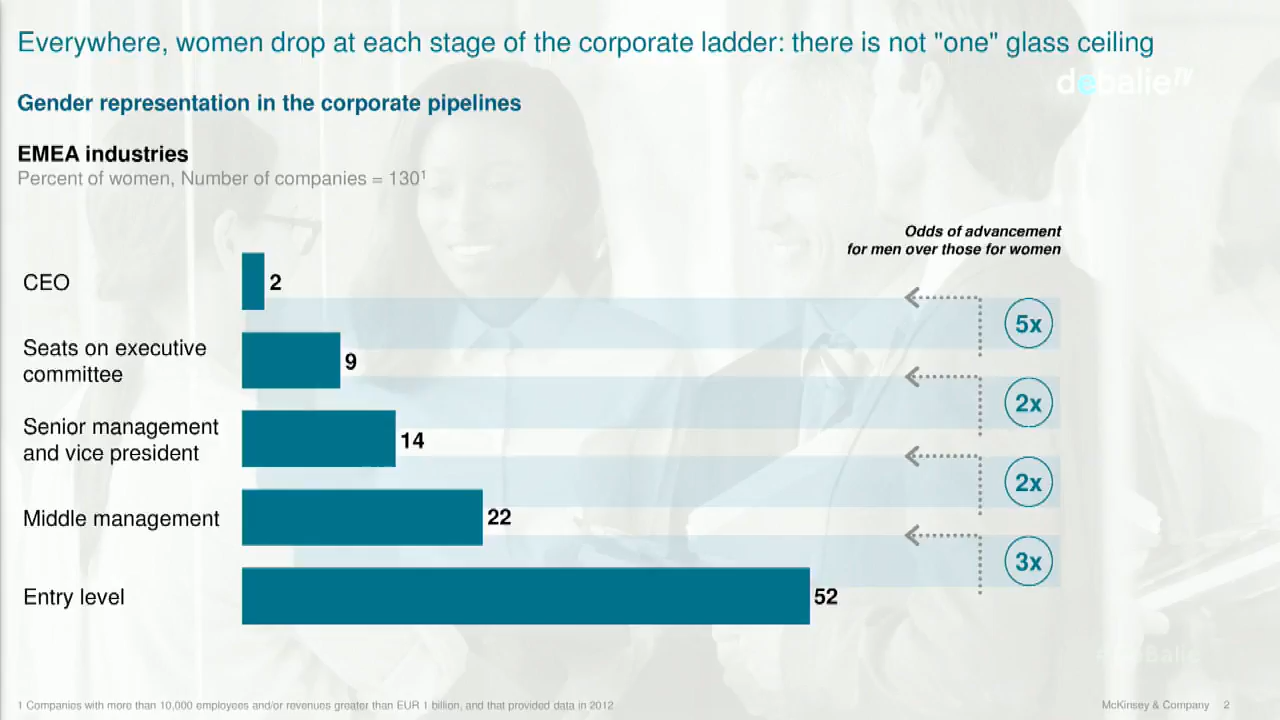 Everywhere, women drop at each stage of the corporate ladder: there is not "one" glass ceiling
debalie TV
Gender representation in the corporate pipelines
EMEA industries
Percent of women, Number of companies = 130¹
Odds of advancement
for men over those for women
CEO
2
5x
Seats on executive
committee
9
2x
Senior management
and vice president
14
2x
Middle management
22
3x
Entry level
52
1 Companies with more than 10,000 employees and/or revenues greater than EUR 1 billion, and that provided data in 2012
McKinsey & Company 2